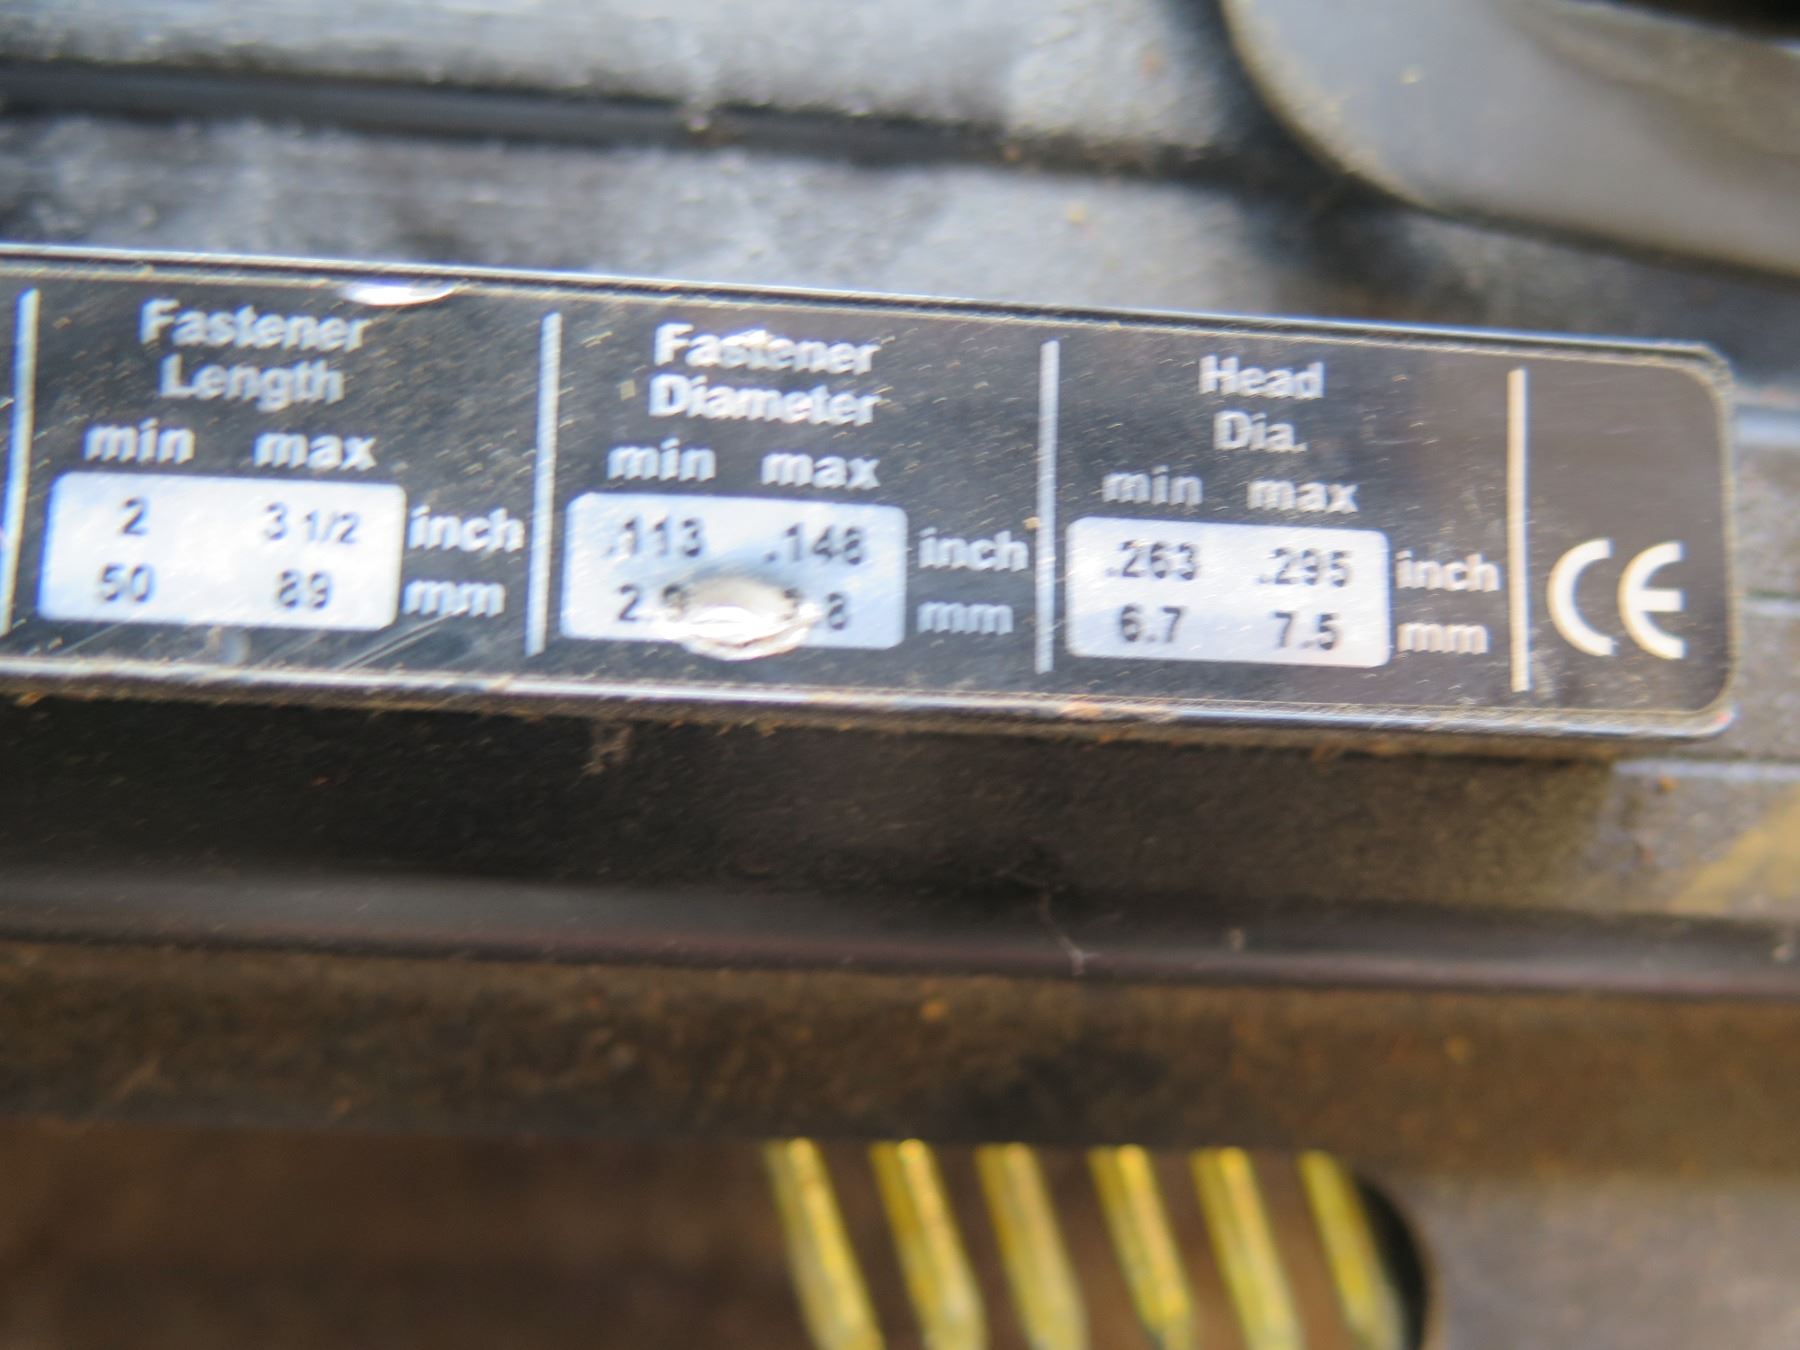 Fastener
Length
min max
2 3 1/2 inch
50 89 mm
Fastener
Diameter
min max
.113 .148 inch
mm
Head
Dia.
min max
.263 .295 inch
6.7 7.5 mm
CE